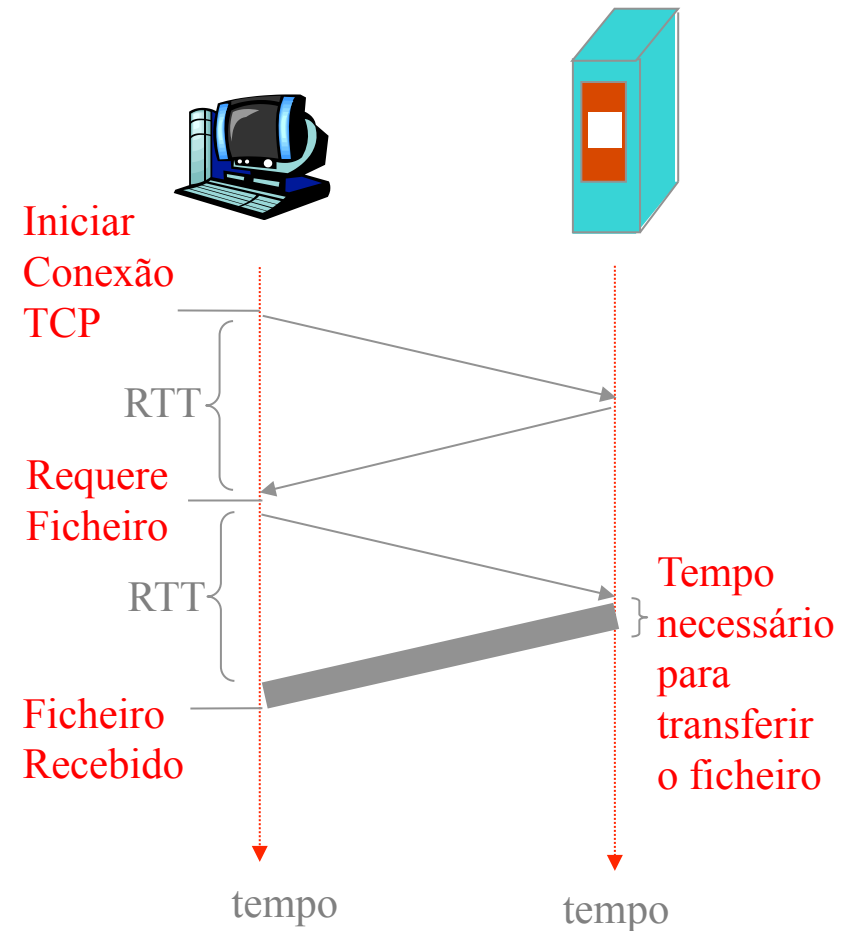 Iniciar
Conexão
TCP
RTT
Requere
Ficheiro
RTT
Tempo
necessário
para
transferir
o ficheiro
Ficheiro
Recebido
tempo
tempo